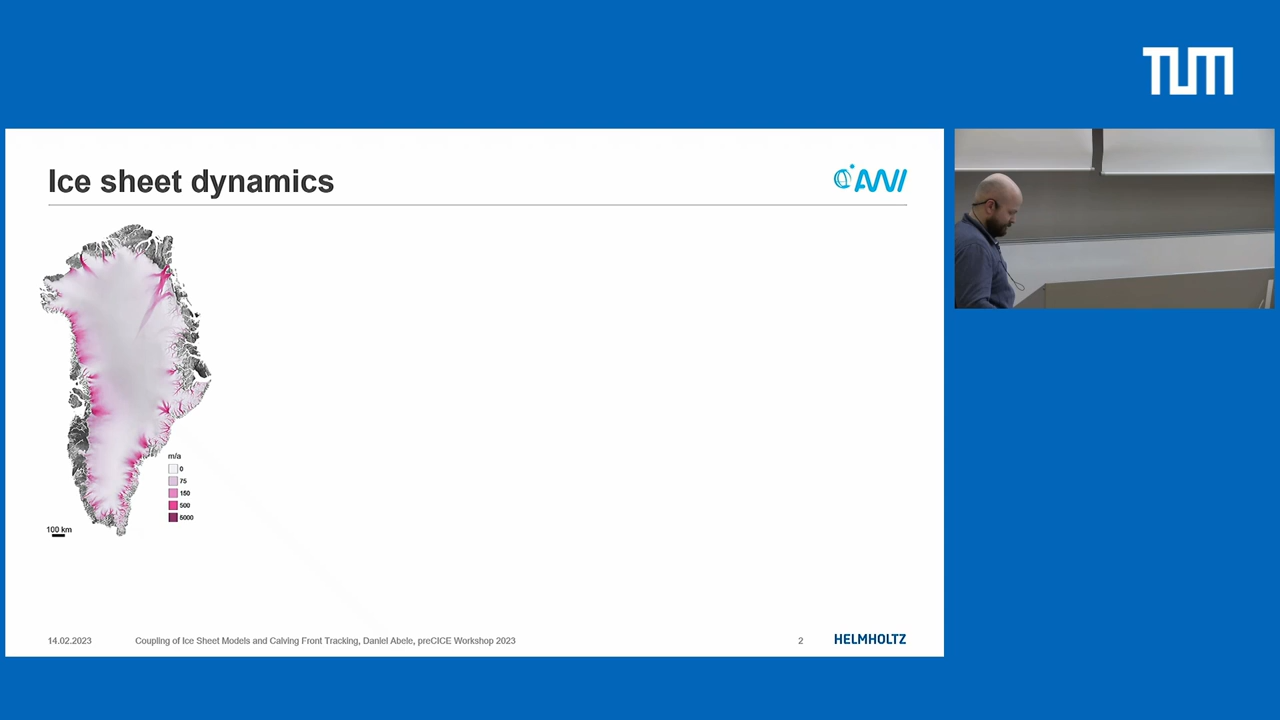 TUM
Ice sheet dynamics
AWI
m/a
0
75
150
500
5000
100 km
14.02.2023
Coupling of Ice Sheet Models and Calving Front Tracking, Daniel Abele, preCICE Workshop 2023
2
HELMHOLTZ